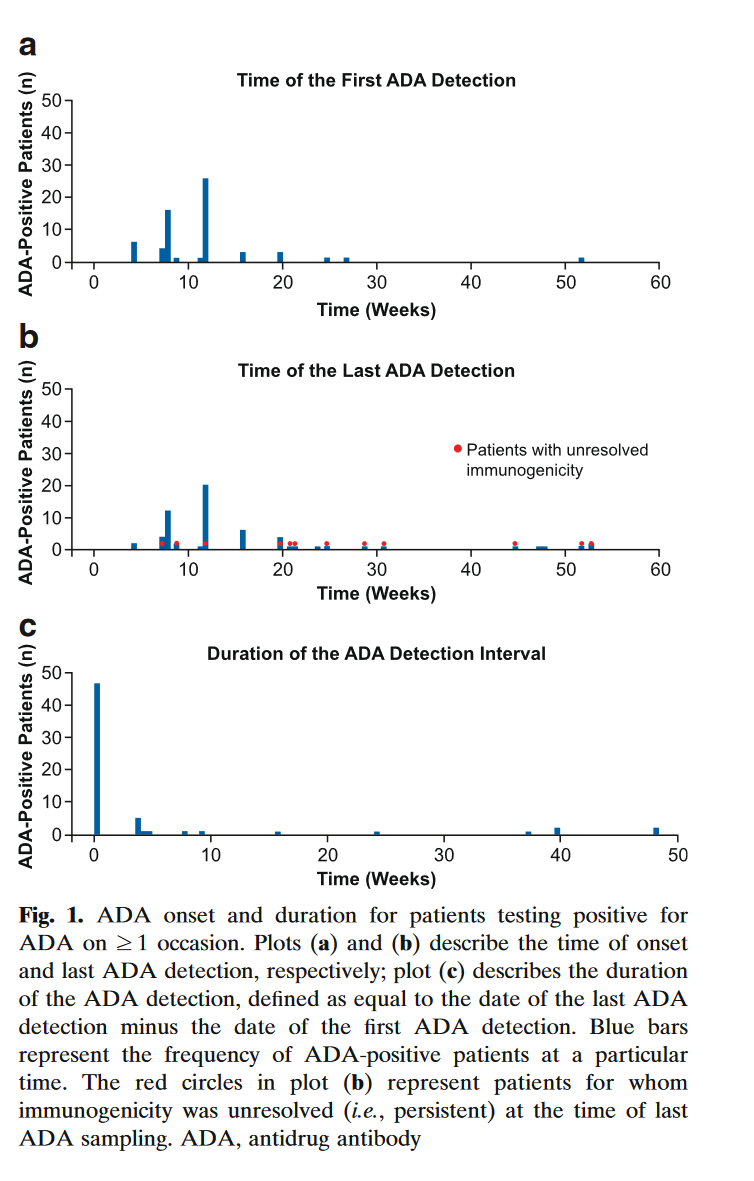 a
Time of the First ADA Detection
ADA-Positive Patients (n)
50
40
30
20
10
0
0 10 20 30 40 50 60
Time (Weeks)
b
Time of the Last ADA Detection
ADA-Positive Patients (n)
50
40
30
20
10
0
Patients with unresolved
immunogenicity
0 10 20 30 40 50 60
Time (Weeks)
c
Duration of the ADA Detection Interval
ADA-Positive Patients (n)
50
40
30
20
10
0
0 10 20 30 40 50
Time (Weeks)
Fig. 1. ADA onset and duration for patients testing positive for
ADA on ≥1 occasion. Plots (a) and (b) describe the time of onset
and last ADA detection, respectively; plot (c) describes the duration
of the ADA detection, defined as equal to the date of the last ADA
detection minus the date of the first ADA detection. Blue bars
represent the frequency of ADA-positive patients at a particular
time. The red circles in plot (b) represent patients for whom
immunogenicity was unresolved (i.e., persistent) at the time of last
ADA sampling. ADA, antidrug antibody